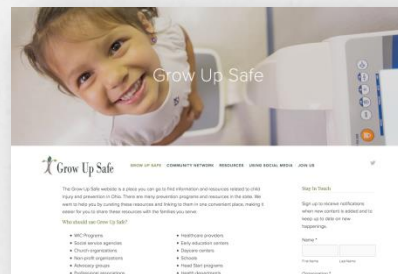 Grow Up Safe
Grow Up Safe
GROW UP SAFE COMMUNITY NETWORK RESOURCES USING SOCIAL MEDIA JOIN US
The Grow Up Safe website is a place you can go to find information and resources related to child
injury and prevention in Ohio. There are many prevention programs and resources in the state. We
want to help you by curating these resources and linking to them in one convenient place, making it
easier for you to share these resources with the families you serve.
Who should use Grow Up Safe?
• WIC Programs
• Social service agencies
• Church organizations
• Non-profit organizations
• Advocacy groups
• Professional associations
• Healthcare providers
• Early education centers
• Daycare centers
• Schools
• Head Start programs
• Health departments
Stay In Touch
Sign up to receive notifications
when new content is added and to
keep up to date on new
happenings.
Name *
First Name Last Name
Organization *